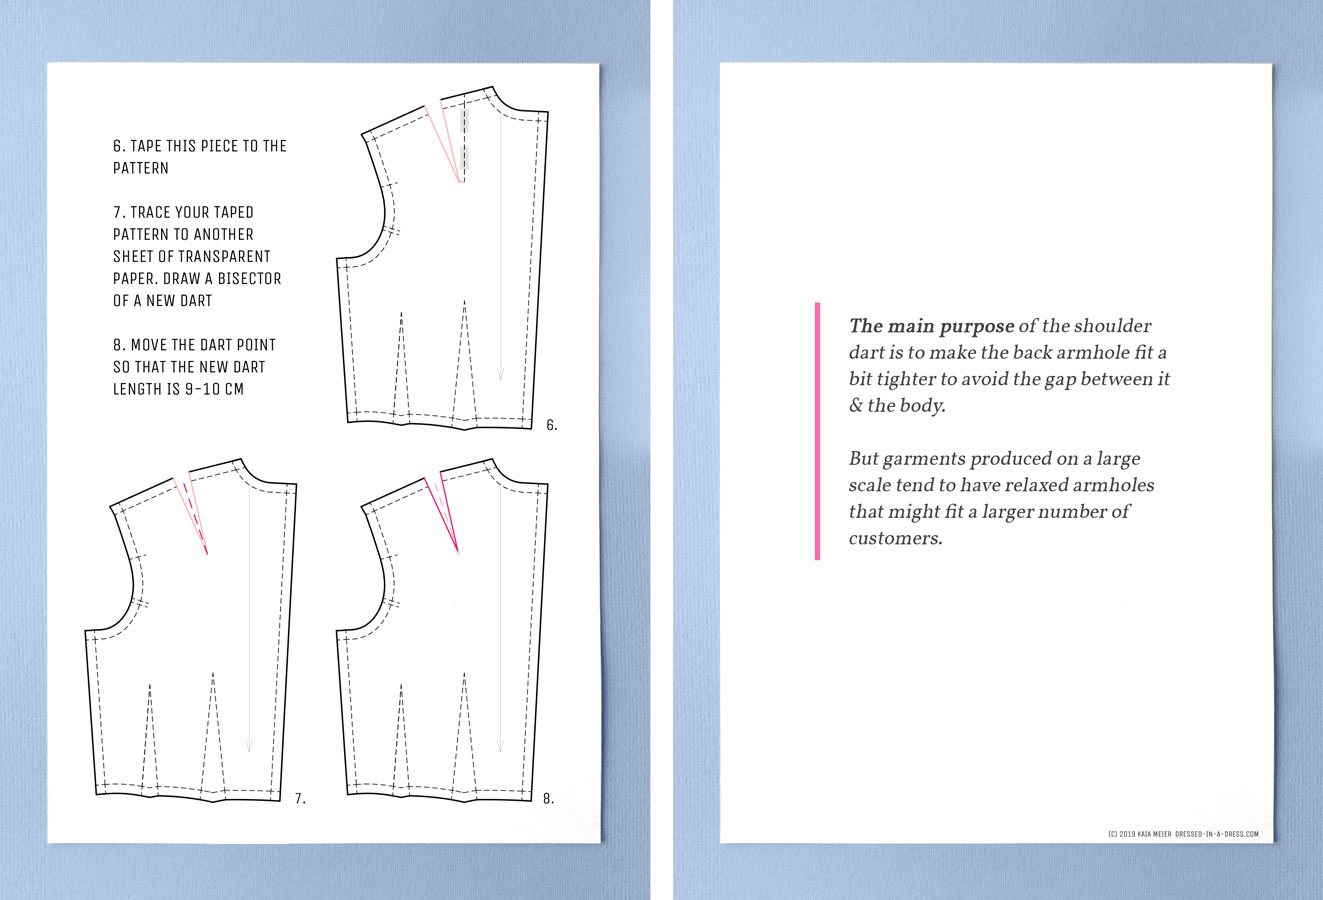 6. TAPE THIS PIECE TO THE
PATTERN
7. TRACE YOUR TAPED
PATTERN TO ANOTHER
SHEET OF TRANSPARENT
PAPER. DRAW A BISECTOR
OF A NEW DART
8. MOVE THE DART POINT
SO THAT THE NEW DART
LENGTH IS 9-10 CM
6.
7.
8.
The main purpose of the shoulder
dart is to make the back armhole fit a
bit tighter to avoid the gap between it
& the body.
But garments produced on a large
scale tend to have relaxed armholes
that might fit a larger number of
customers.
(C) 2019 KAIA MEIER DRESSED-IN-A-DRESS.COM